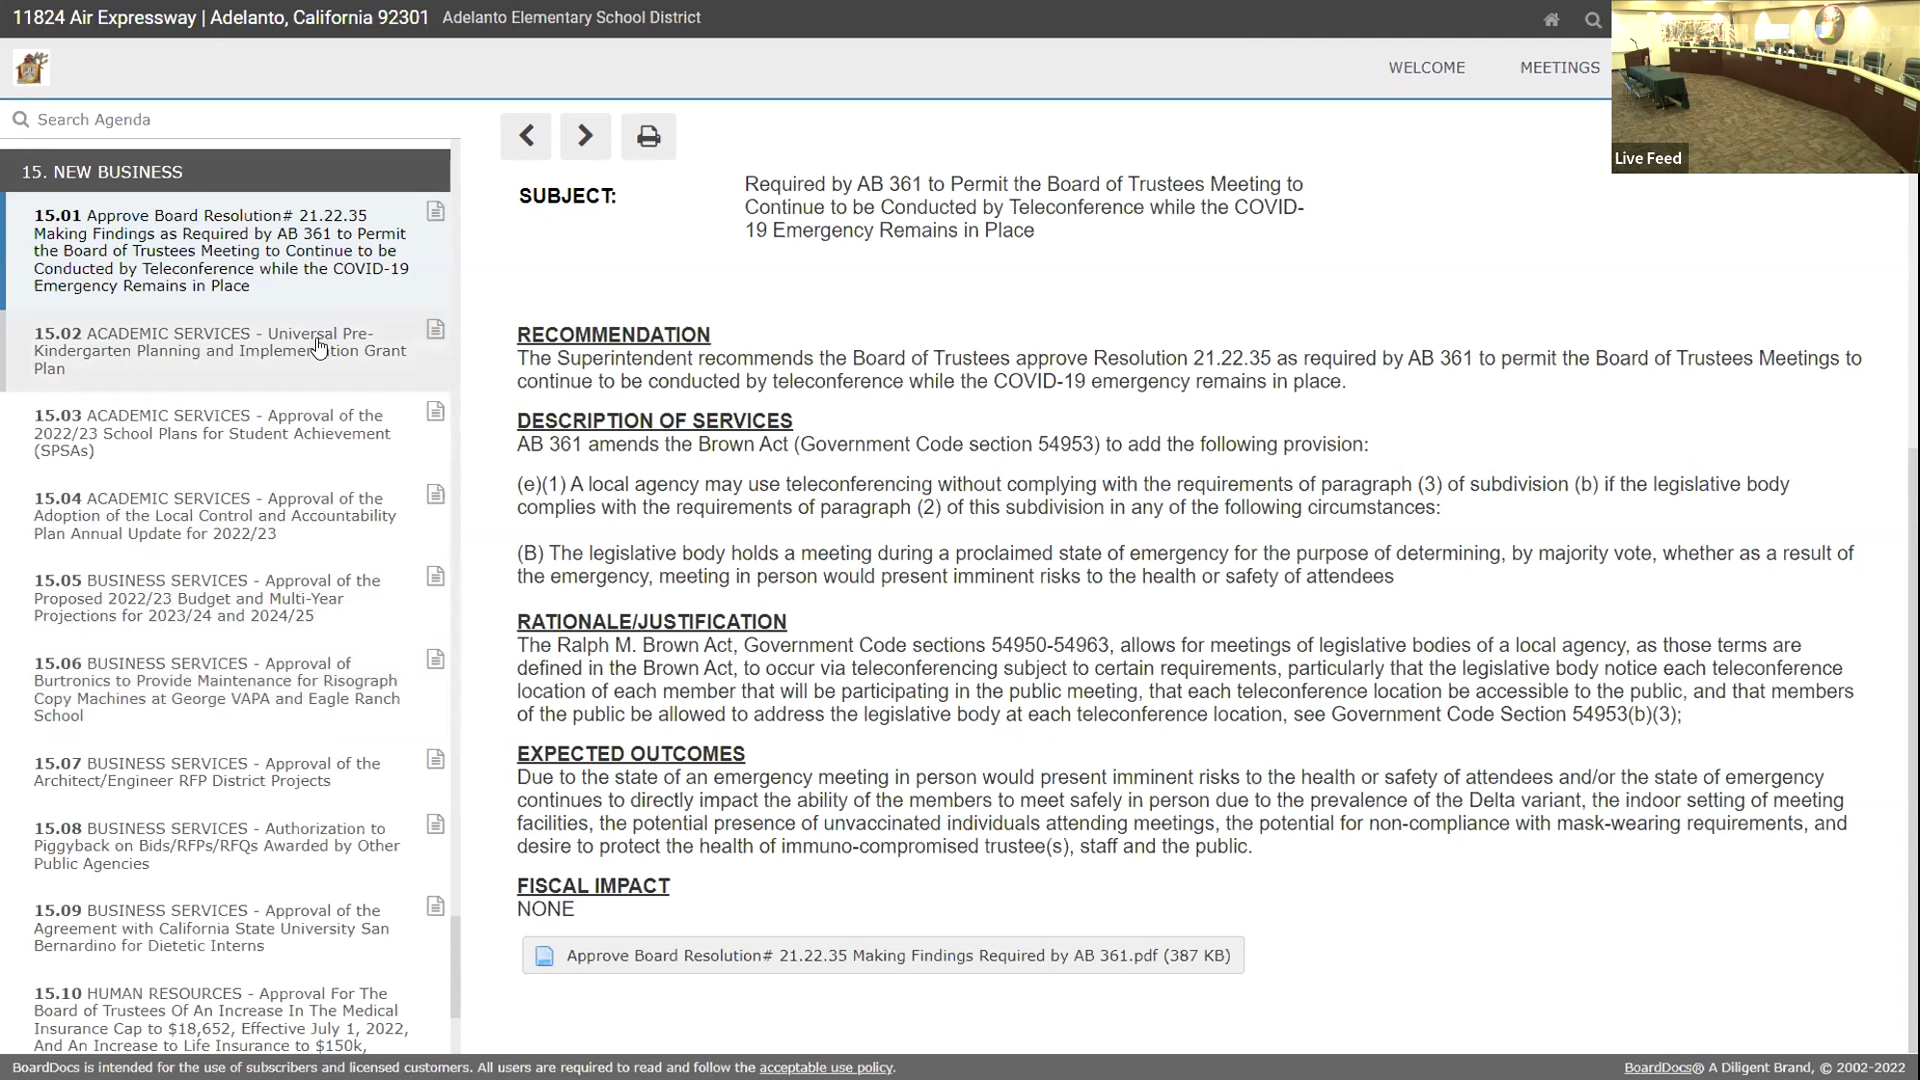 11824 Air Expressway | Adelanto, California 92301 Adelanto Elementary School District
WELCOME MEETINGS
Live Feed
Search Agenda
15. NEW BUSINESS
15.01 Approve Board Resolution# 21.22.35
Making Findings as Required by AB 361 to Permit
the Board of Trustees Meeting to Continue to be
Conducted by Teleconference while the COVID-19
Emergency Remains in Place
15.02 ACADEMIC SERVICES - Universal Pre-
Kindergarten Planning and Implementation Grant
Plan
15.03 ACADEMIC SERVICES - Approval of the
2022/23 School Plans for Student Achievement
(SPSAs)
15.04 ACADEMIC SERVICES - Approval of the
Adoption of the Local Control and Accountability
Plan Annual Update for 2022/23
15.05 BUSINESS SERVICES - Approval of the
Proposed 2022/23 Budget and Multi-Year
Projections for 2023/24 and 2024/25
15.06 BUSINESS SERVICES - Approval of
Burtronics to Provide Maintenance for Risograph
Copy Machines at George VAPA and Eagle Ranch
School
15.07 BUSINESS SERVICES - Approval of the
Architect/Engineer RFP District Projects
15.08 BUSINESS SERVICES - Authorization to
Piggyback on Bids/RFPs/RFQs Awarded by Other
Public Agencies
15.09 BUSINESS SERVICES - Approval of the
Agreement with California State University San
Bernardino for Dietetic Interns
15.10 HUMAN RESOURCES - Approval For The
Board of Trustees Of An Increase In The Medical
Insurance Cap to $18,652, Effective July 1, 2022,
And An Increase to Life Insurance to $150k,
SUBJECT:
Required by AB 361 to Permit the Board of Trustees Meeting to
Continue to be Conducted by Teleconference while the COVID-
19 Emergency Remains in Place
RECOMMENDATION
The Superintendent recommends the Board of Trustees approve Resolution 21.22.35 as required by AB 361 to permit the Board of Trustees Meetings to
continue to be conducted by teleconference while the COVID-19 emergency remains in place.
DESCRIPTION OF SERVICES
AB 361 amends the Brown Act (Government Code section 54953) to add the following provision:
(e)(1) A local agency may use teleconferencing without complying with the requirements of paragraph (3) of subdivision (b) if the legislative body
complies with the requirements of paragraph (2) of this subdivision in any of the following circumstances:
(B) The legislative body holds a meeting during a proclaimed state of emergency for the purpose of determining, by majority vote, whether as a result of
the emergency, meeting in person would present imminent risks to the health or safety of attendees
RATIONALE/JUSTIFICATION
The Ralph M. Brown Act, Government Code sections 54950-54963, allows for meetings of legislative bodies of a local agency, as those terms are
defined in the Brown Act, to occur via teleconferencing subject to certain requirements, particularly that the legislative body notice each teleconference
location of each member that will be participating in the public meeting, that each teleconference location be accessible to the public, and that members
of the public be allowed to address the legislative body at each teleconference location, see Government Code Section 54953(b)(3);
EXPECTED OUTCOMES
Due to the state of an emergency meeting in person would present imminent risks to the health or safety of attendees and/or the state of emergency
continues to directly impact the ability of the members to meet safely in person due to the prevalence of the Delta variant, the indoor setting of meeting
facilities, the potential presence of unvaccinated individuals attending meetings, the potential for non-compliance with mask-wearing requirements, and
desire to protect the health of immuno-compromised trustee(s), staff and the public.
FISCAL IMPACT
NONE
Approve Board Resolution# 21.22.35 Making Findings Required by AB 361.pdf (387 KB)
BoardDocs is intended for the use of subscribers and licensed customers. All users are required to read and follow the acceptable use policy.
BoardDocs® A Diligent Brand, © 2002-2022